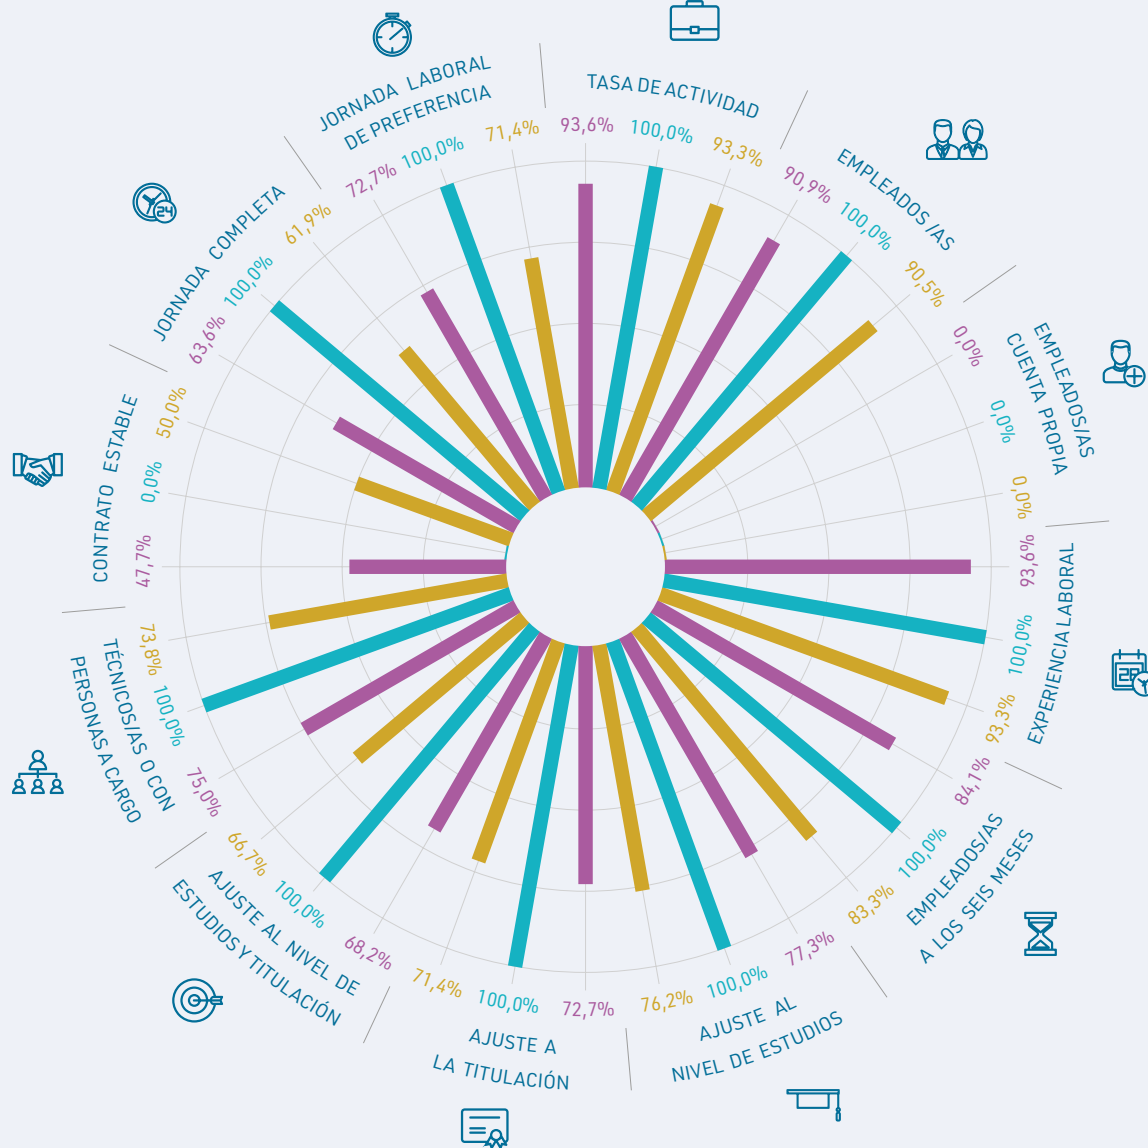 TASA DE ACTIVIDAD
93,6%
100,0%
93,3%
EMPLEADOS/AS
90,9%
100,0%
90,5%
EMPLEADOS/AS
CUENTA PROPIA
0,0%
0,0%
0,0%
EXPERIENCIA LABORAL
93,6%
100,0%
93,3%
EMPLEADOS/AS
A LOS SEIS MESES
84,1%
100,0%
83,3%
AJUSTE AL
NIVEL DE ESTUDIOS
77,3%
100,0%
76,2%
AJUSTE A
LA TITULACIÓN
72,7%
100,0%
71,4%
AJUSTE AL NIVEL DE
ESTUDIOS Y TITULACIÓN
68,2%
100,0%
66,7%
TÉCNICOS/AS O CON
PERSONAS A CARGO
75,0%
100,0%
73,8%
CONTRATO ESTABLE
47,7%
0,0%
50,0%
JORNADA COMPLETA
63,6%
100,0%
61,9%
JORNADA LABORAL
DE PREFERENCIA
72,7%
100,0%
71,4%
24